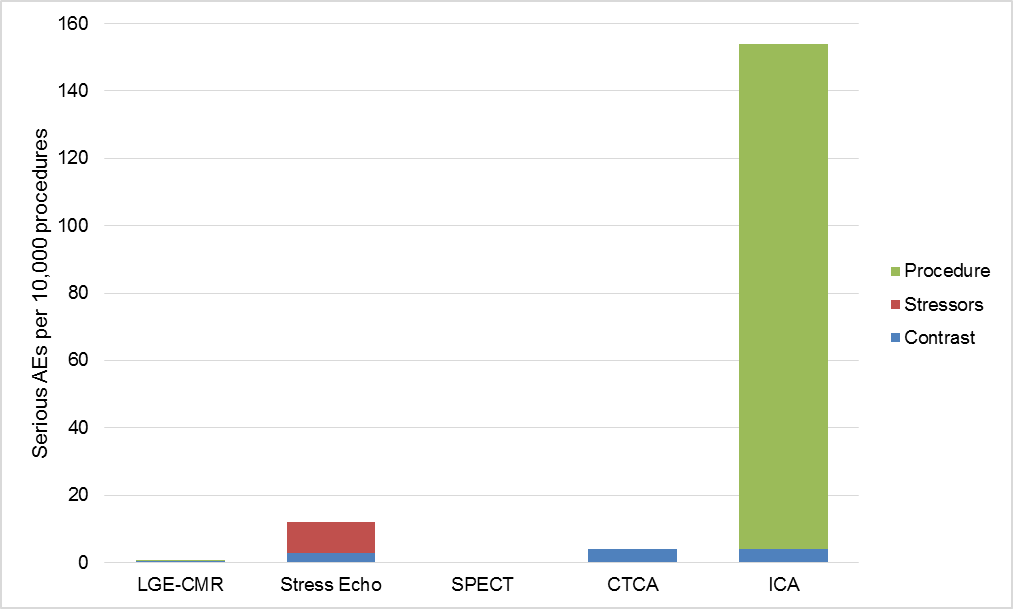 Serious AEs per 10,000 procedures
160
140
120
100
80
60
40
20
0
LGE-CMR Stress Echo SPECT CTCA ICA
Procedure
Stressors
Contrast